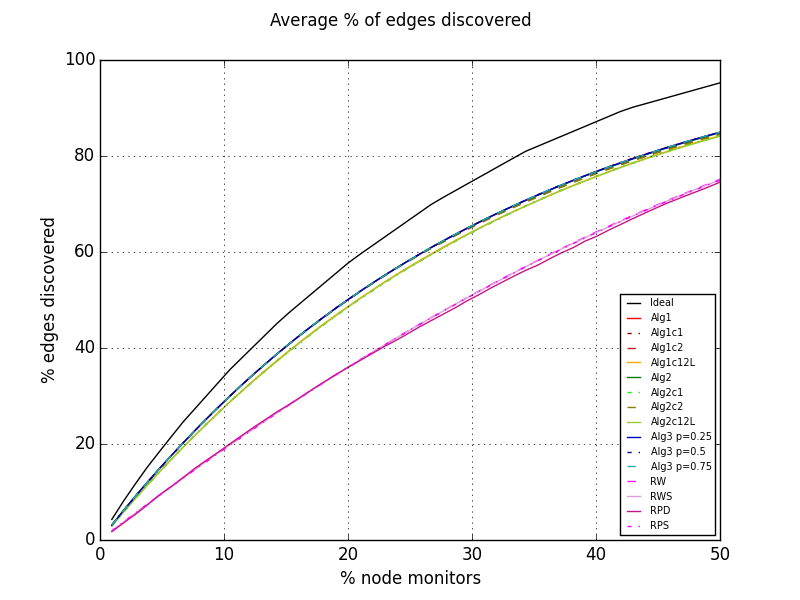 Average % of edges discovered
100
80
60
40
20
0
% edges discovered
0 10 20 30 40 50
% node monitors
Ideal
Alg1
Alg1c1
Alg1c2
Alg1c12L
Alg2
Alg2c1
Alg2c2
Alg2c12L
Alg3 p=0.25
Alg3 p=0.5
Alg3 p=0.75
RW
RWS
RPD
RPS